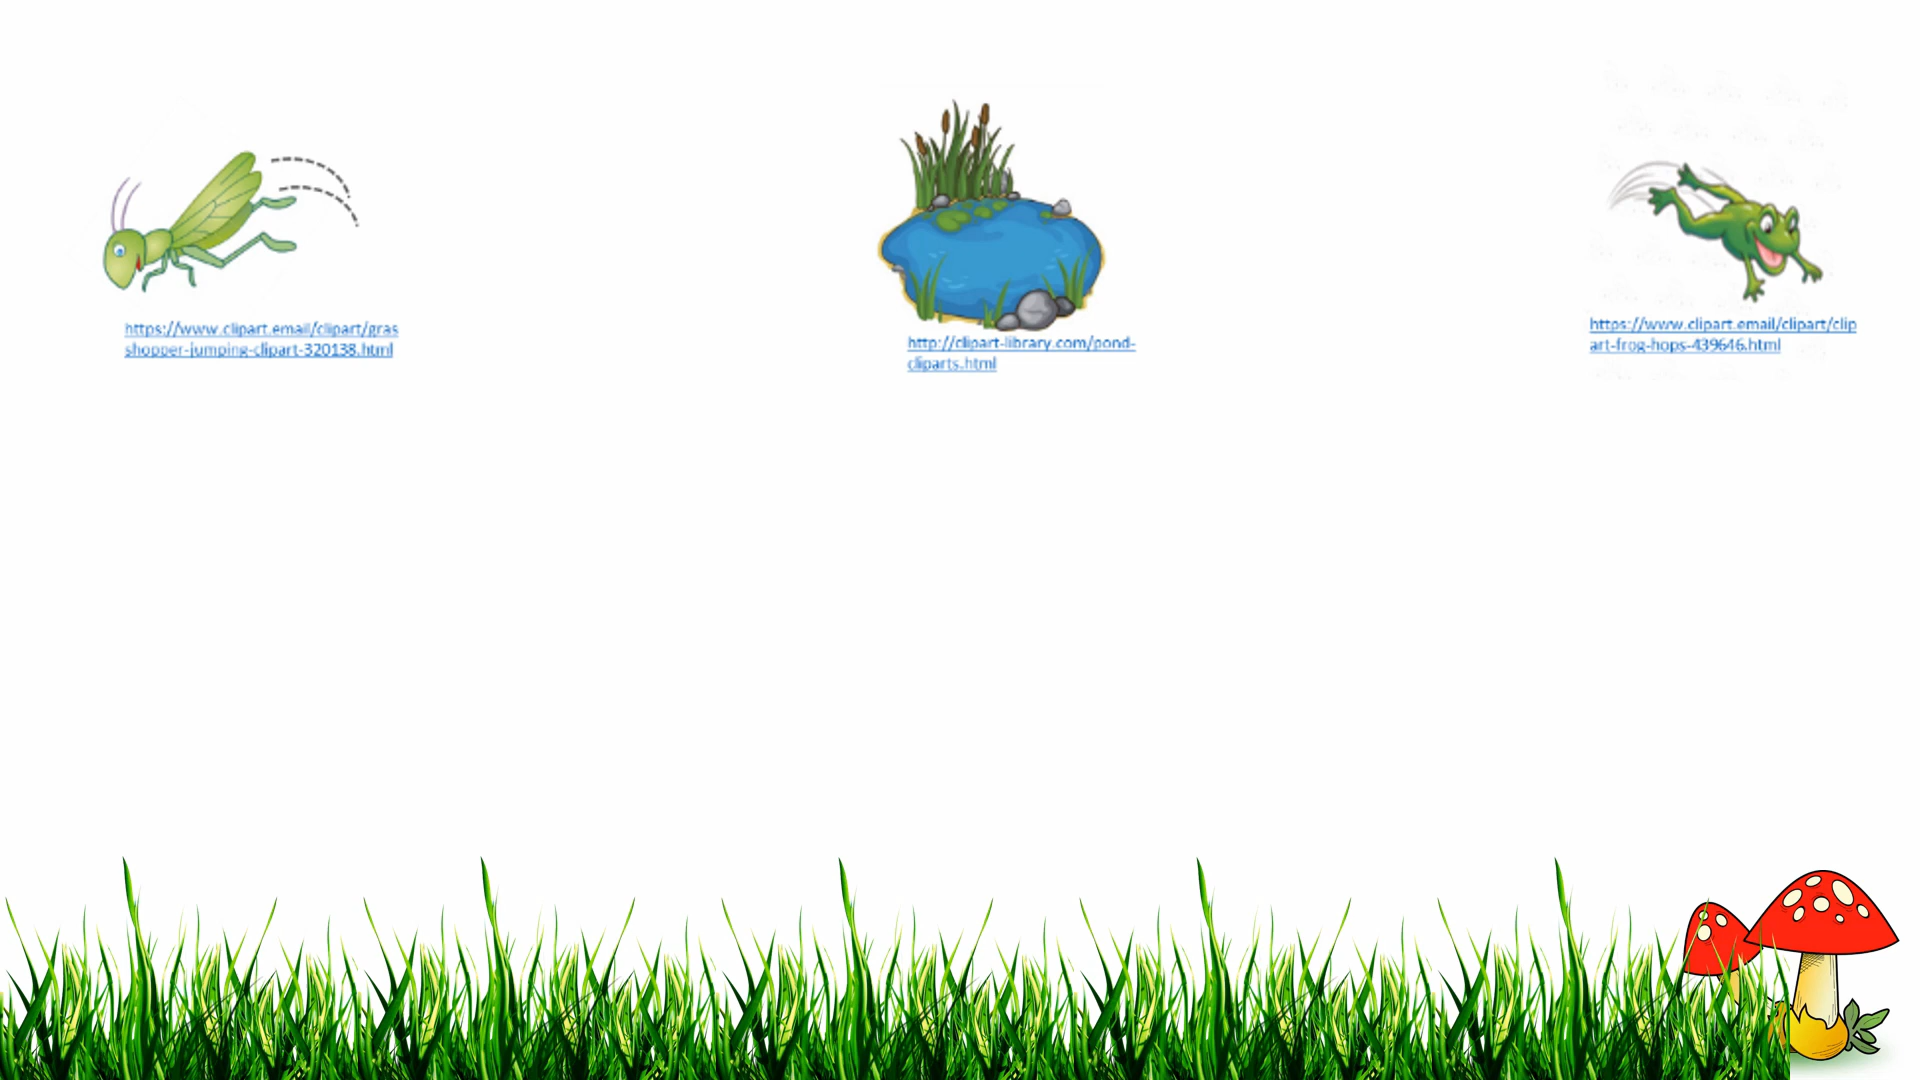 https://www.clipart.email/clipart/gras
shopper-jumping-clipart-320138.html
http://clipart-library.com/pond-
cliparts.html
https://www.clipart.email/clipart/clip
art-frog-hops-439646.html